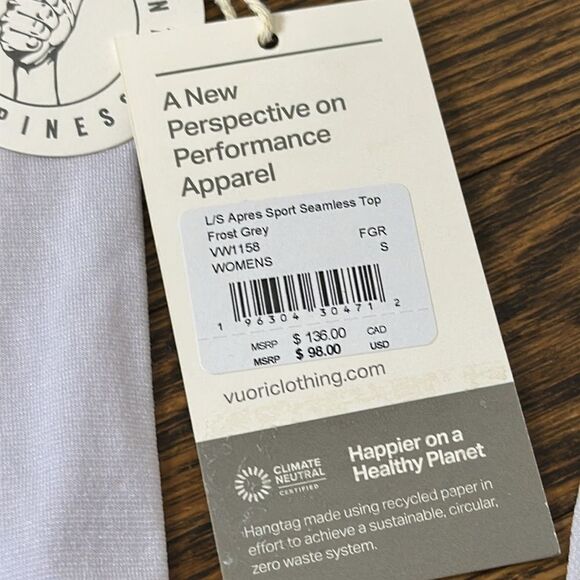 PINES
A New
Perspective on
Performance
Apparel
L/S Apres Sport Seamless Top
Frost Grey FGR
VW1158 S
WOMENS
1 96304 30471 2
MSRP $ 136.00 CAD
MSRP $ 98.00 USD
vuoriclothing.com
CLIMATE
NEUTRAL
CERTIFIED
Happier on a
Healthy Planet
Hangtag made using recycled paper in
effort to achieve a sustainable, circular,
zero waste system.